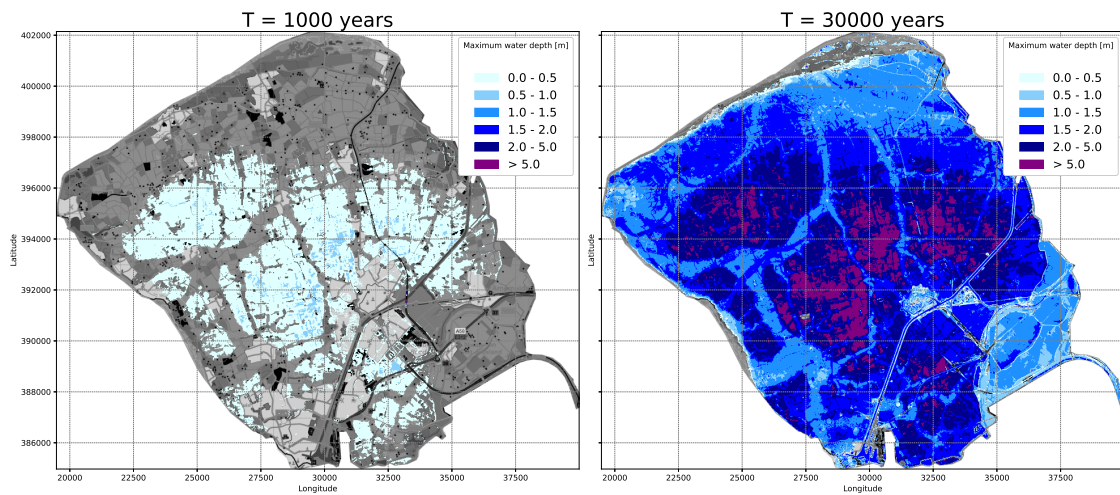 T = 1000 years
402000
400000
398000
396000
394000
392000
390000
388000
386000
Latitude
20000 22500 25000 27500 30000 32500 35000 37500
Longitude
Maximum water depth [m]
0.0 - 0.5
0.5 - 1.0
1.0 - 1.5
1.5 - 2.0
2.0 - 5.0
> 5.0
A58
T = 30000 years
Latitude
20000 22500 25000 27500 30000 32500 35000 37500
Longitude
Maximum water depth [m]
0.0 - 0.5
0.5 - 1.0
1.0 - 1.5
1.5 - 2.0
2.0 - 5.0
> 5.0